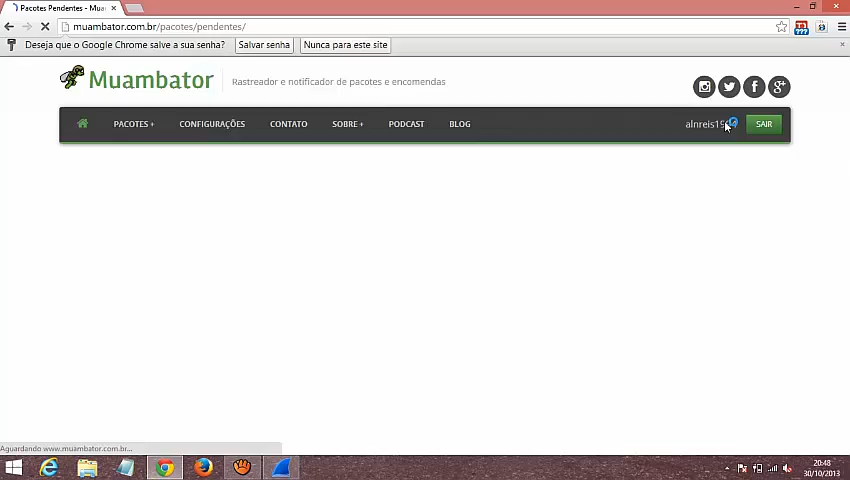 Pacotes Pendentes - Mua
muambator.com.br/pacotes/pendentes/
Deseja que o Google Chrome salve a sua senha? Salvar senha Nunca para este site
Muambator Rastreador e notificador de pacotes e encomendas
PACOTES + CONFIGURAÇÕES CONTATO SOBRE + PODCAST BLOG SAIR
Aguardando www.muambator.com.br...
20:48
30/10/2013